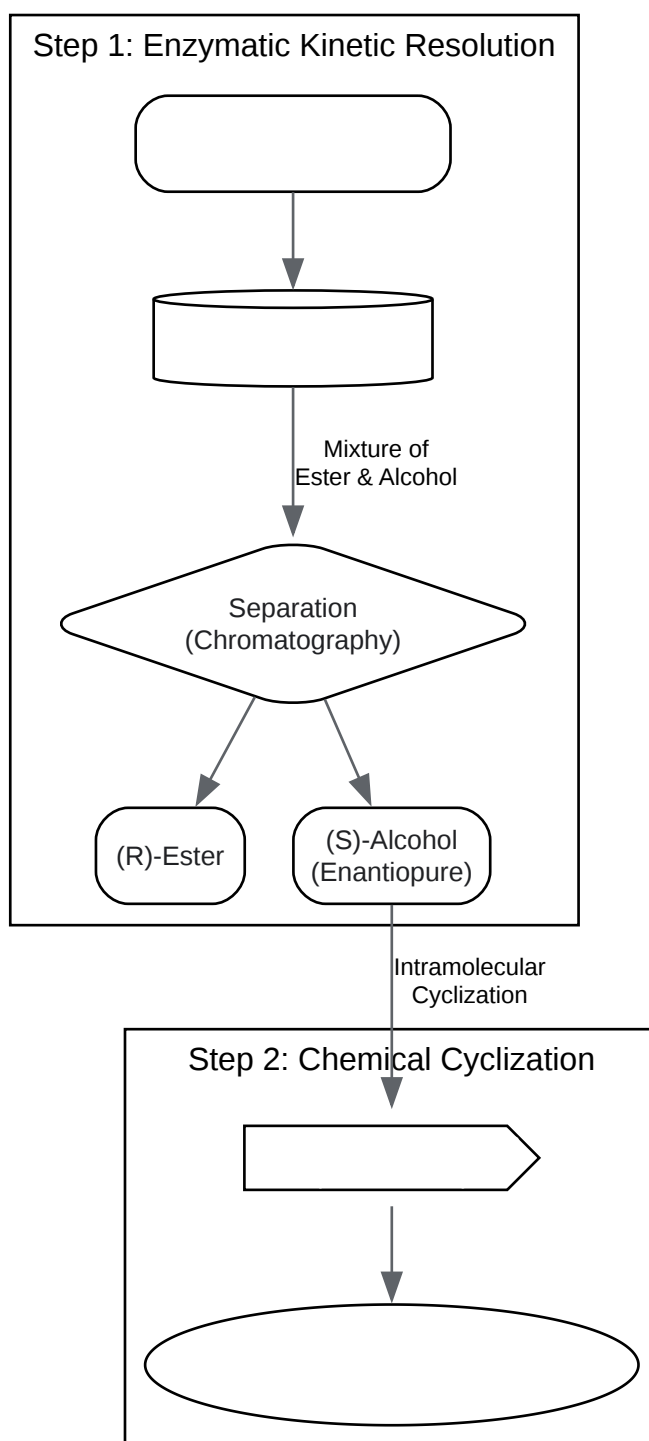 Step 1: Enzymatic Kinetic Resolution
Mixture of
Ester & Alcohol
Separation
(Chromatography)
(R)-Ester
(S)-Alcohol
(Enantiopure)
Intramolecular
Cyclization
Step 2: Chemical Cyclization